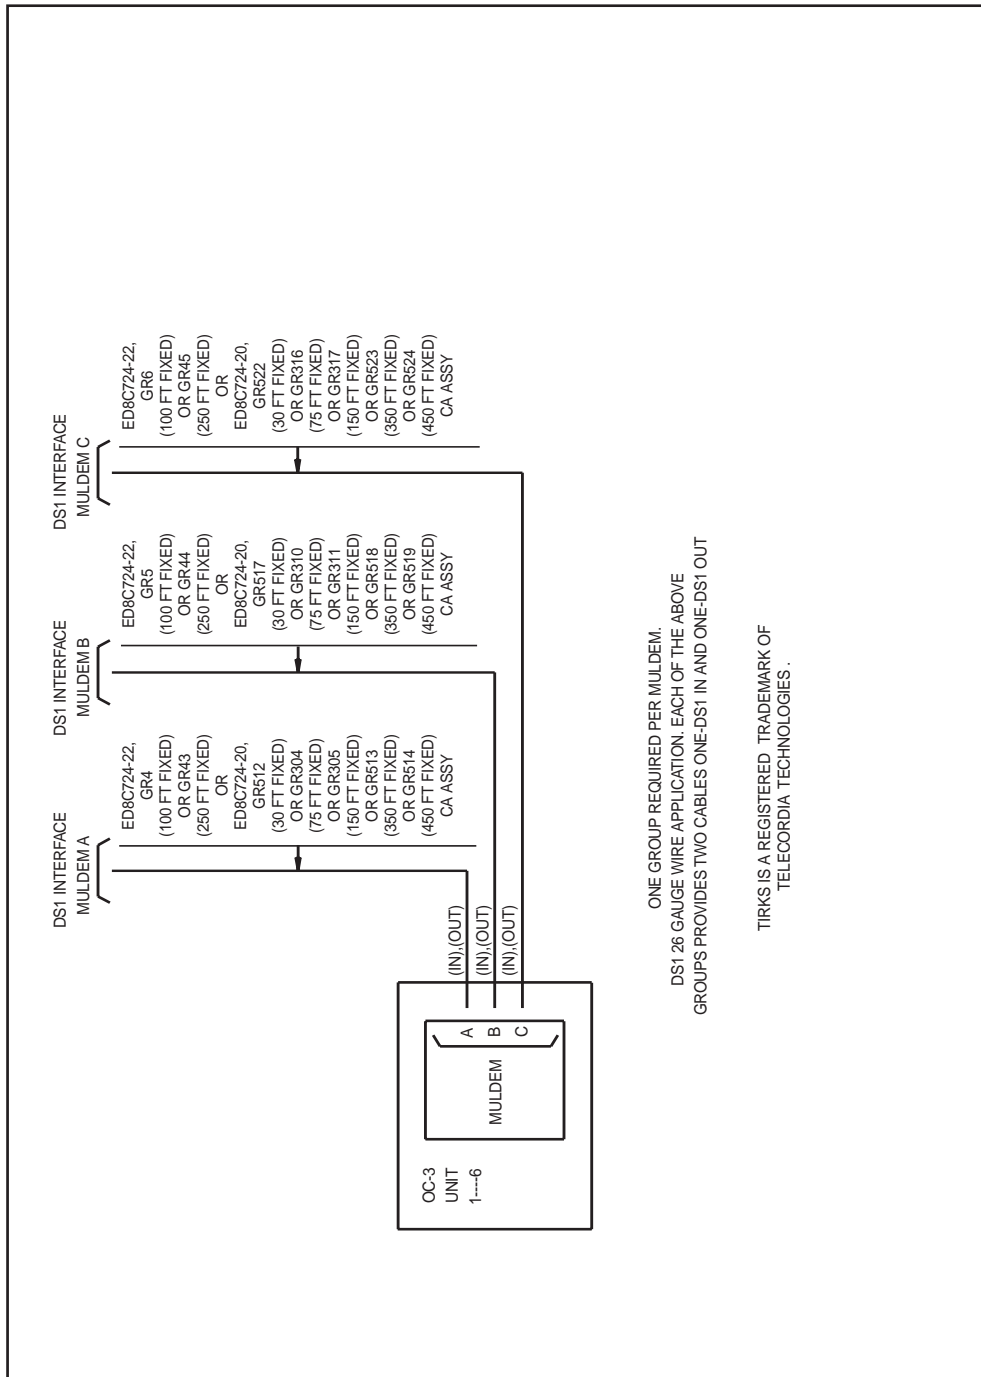 DS1 INTERFACE
MULDEM A
ED8C724-22,
GR4
(100 FT FIXED)
OR GR43
(250 FT FIXED)
OR
ED8C724-20,
GR512
(30 FT FIXED)
OR GR304
(75 FT FIXED)
OR GR305
(150 FT FIXED)
OR GR513
(350 FT FIXED)
OR GR514
(450 FT FIXED)
CA ASSY
DS1 INTERFACE
MULDEM B
ED8C724-22,
GR5
(100 FT FIXED)
OR GR44
(250 FT FIXED)
OR
ED8C724-20,
GR517
(30 FT FIXED)
OR GR310
(75 FT FIXED)
OR GR311
(150 FT FIXED)
OR GR518
(350 FT FIXED)
OR GR519
(450 FT FIXED)
CA ASSY
DS1 INTERFACE
MULDEM C
ED8C724-22,
GR6
(100 FT FIXED)
OR GR45
(250 FT FIXED)
OR
ED8C724-20,
GR522
(30 FT FIXED)
OR GR316
(75 FT FIXED)
OR GR317
(150 FT FIXED)
OR GR523
(350 FT FIXED)
OR GR524
(450 FT FIXED)
CA ASSY
OC-3
UNIT
1----6
MULDEM
A
B
C
(IN),(OUT)
(IN),(OUT)
(IN),(OUT)
ONE GROUP REQUIRED PER MULDEM.
DS1 26 GAUGE WIRE APPLICATION. EACH OF THE ABOVE
GROUPS PROVIDES TWO CABLES ONE-DS1 IN AND ONE-DS1 OUT
TIRKS IS A REGISTERED TRADEMARK OF
TELECORDIA TECHNOLOGIES .